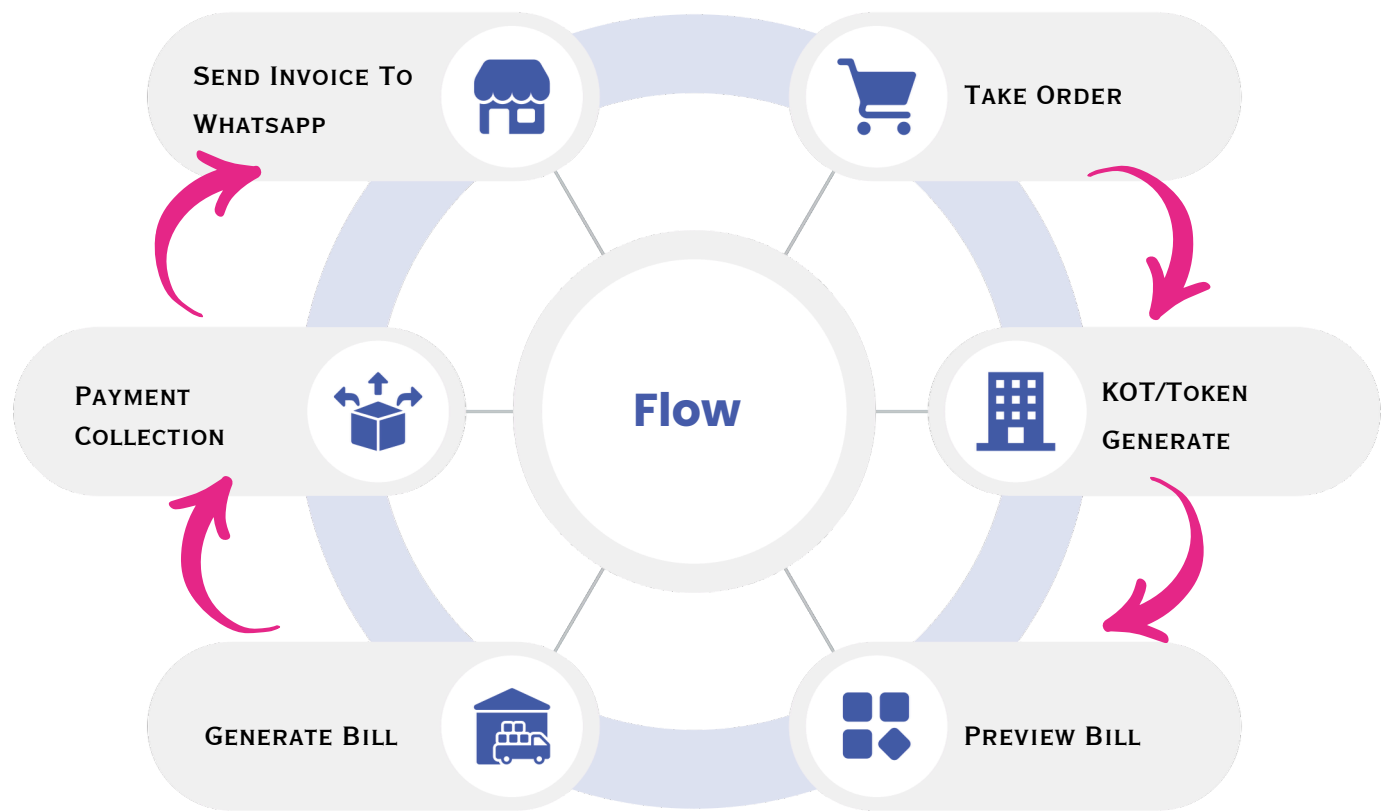 Send Invoice To
Whatsapp
Take Order
Payment
Collection
Flow
KOT/Token
Generate
Generate Bill
Preview Bill